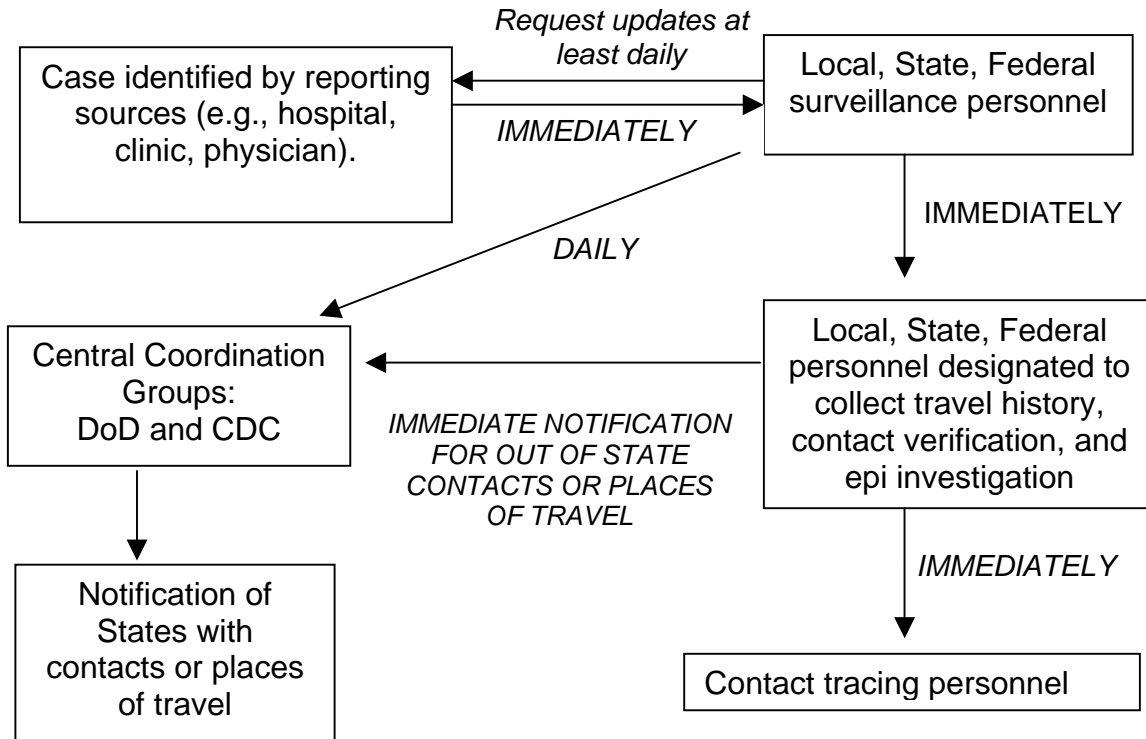 Request updates at
least daily
Case identified by reporting
sources (e.g., hospital,
clinic, physician).
Local, State, Federal
surveillance personnel
IMMEDIATELY
IMMEDIATELY
DAILY
Central Coordination
Groups:
DoD and CDC
IMMEDIATE NOTIFICATION
FOR OUT OF STATE
CONTACTS OR PLACES
OF TRAVEL
Local, State, Federal
personnel designated to
collect travel history,
contact verification, and
epi investigation
IMMEDIATELY
Notification of
States with
contacts or places
of travel
Contact tracing personnel